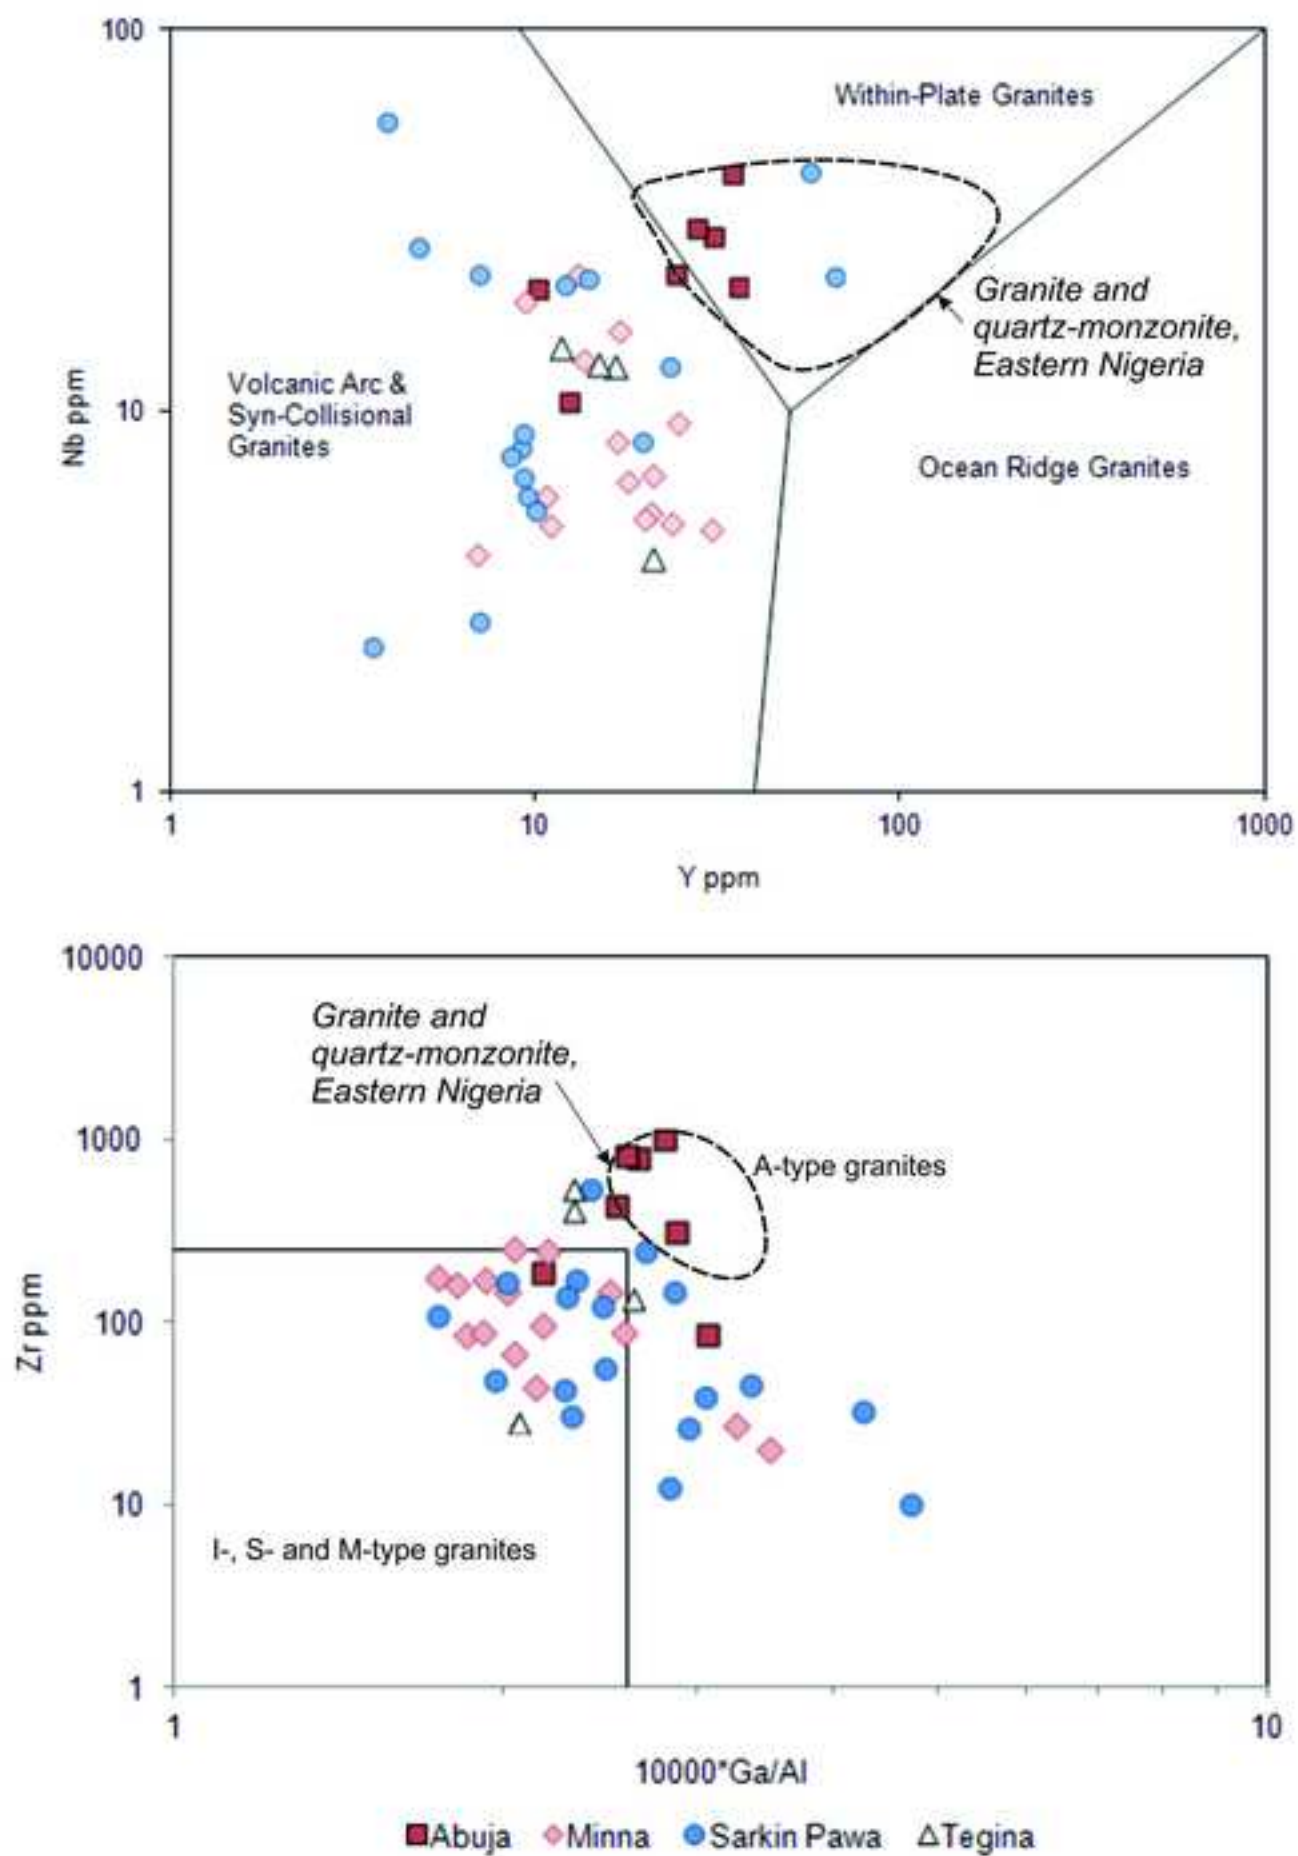 100
Within-Plate Granites
Granite and
quartz-monzonite,
Eastern Nigeria
Volcanic Arc &
Syn-Collisional
Granites
Nb ppm
10
Ocean Ridge Granites
1
1
10
100
1000
Y ppm
10000
Granite and
quartz-monzonite,
Eastern Nigeria
1000
A-type granites
Zr ppm
100
10
I-, S- and M-type granites
1
1
10
10000*Ga/Al
Abuja Minna Sarkin Pawa Tegina